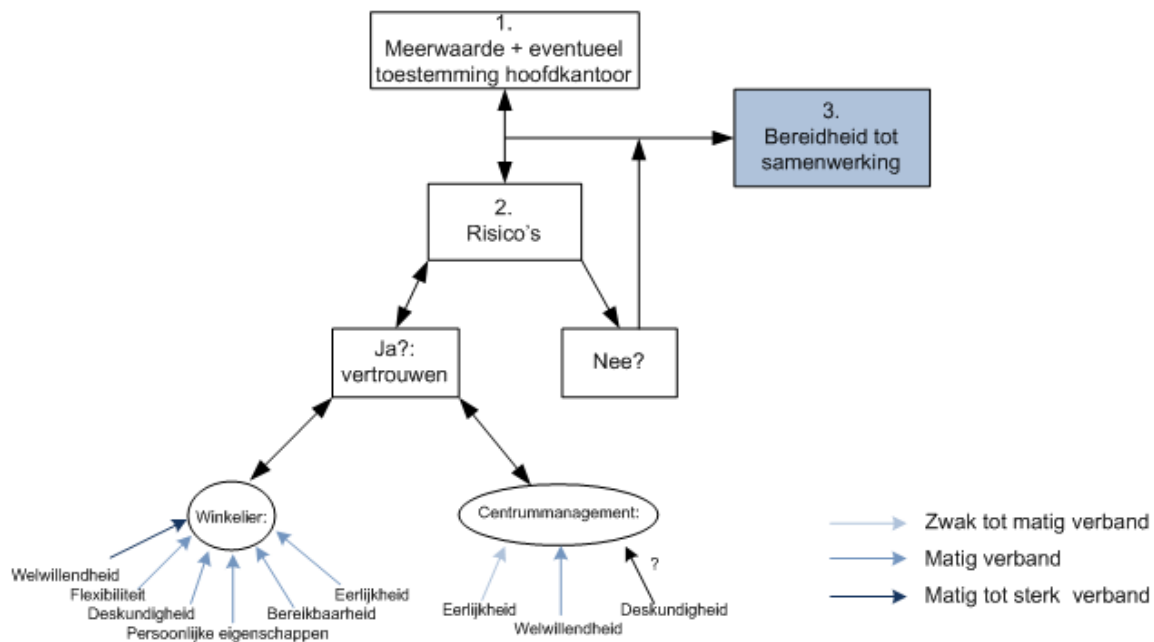 1.
Meerwaarde + eventueel
toestemming hoofdkantoor
3.
Bereidheid tot
samenwerking
2.
Risico's
Ja?:
vertrouwen
Nee?
Winkelier:
Centrummanagement:
Welwillendheid
Flexibiliteit
Deskundigheid
Persoonlijke eigenschappen
Bereikbaarheid
Eerlijkheid
Eerlijkheid
Welwillendheid
?
Deskundigheid
Zwak tot matig verband
Matig verband
Matig tot sterk verband